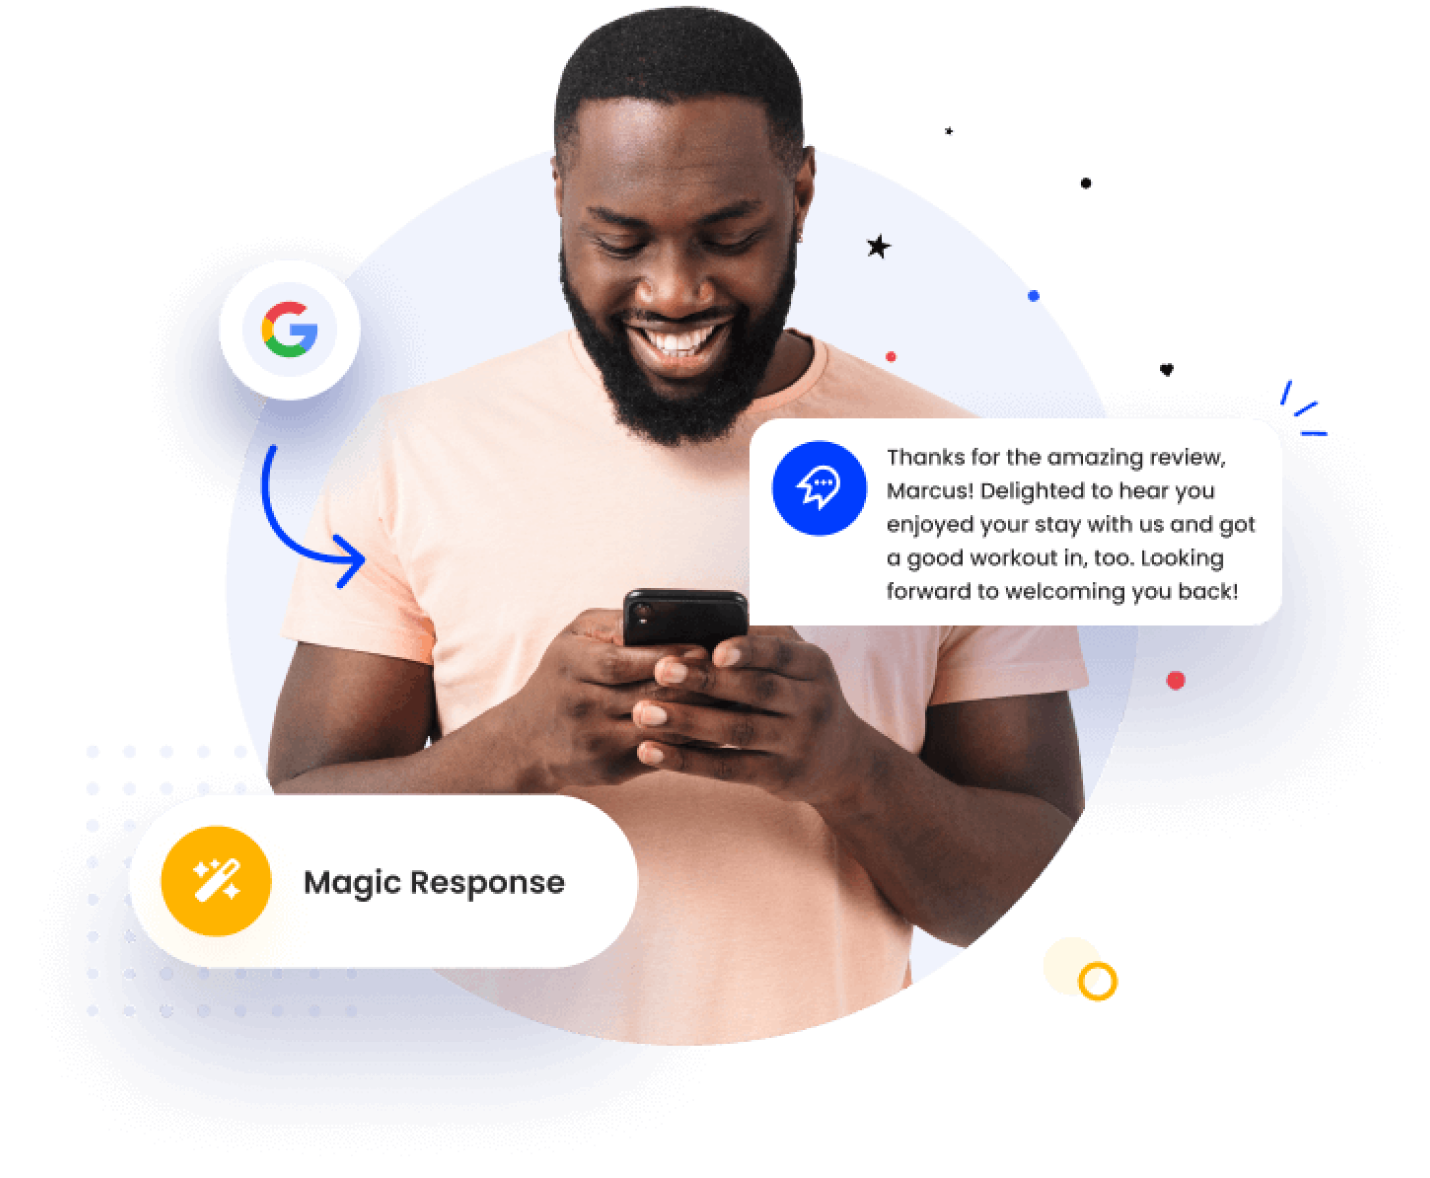 Thanks for the amazing review,
Marcus! Delighted to hear you
enjoyed your stay with us and got
a good workout in, too. Looking
forward to welcoming you back!
Magic Response